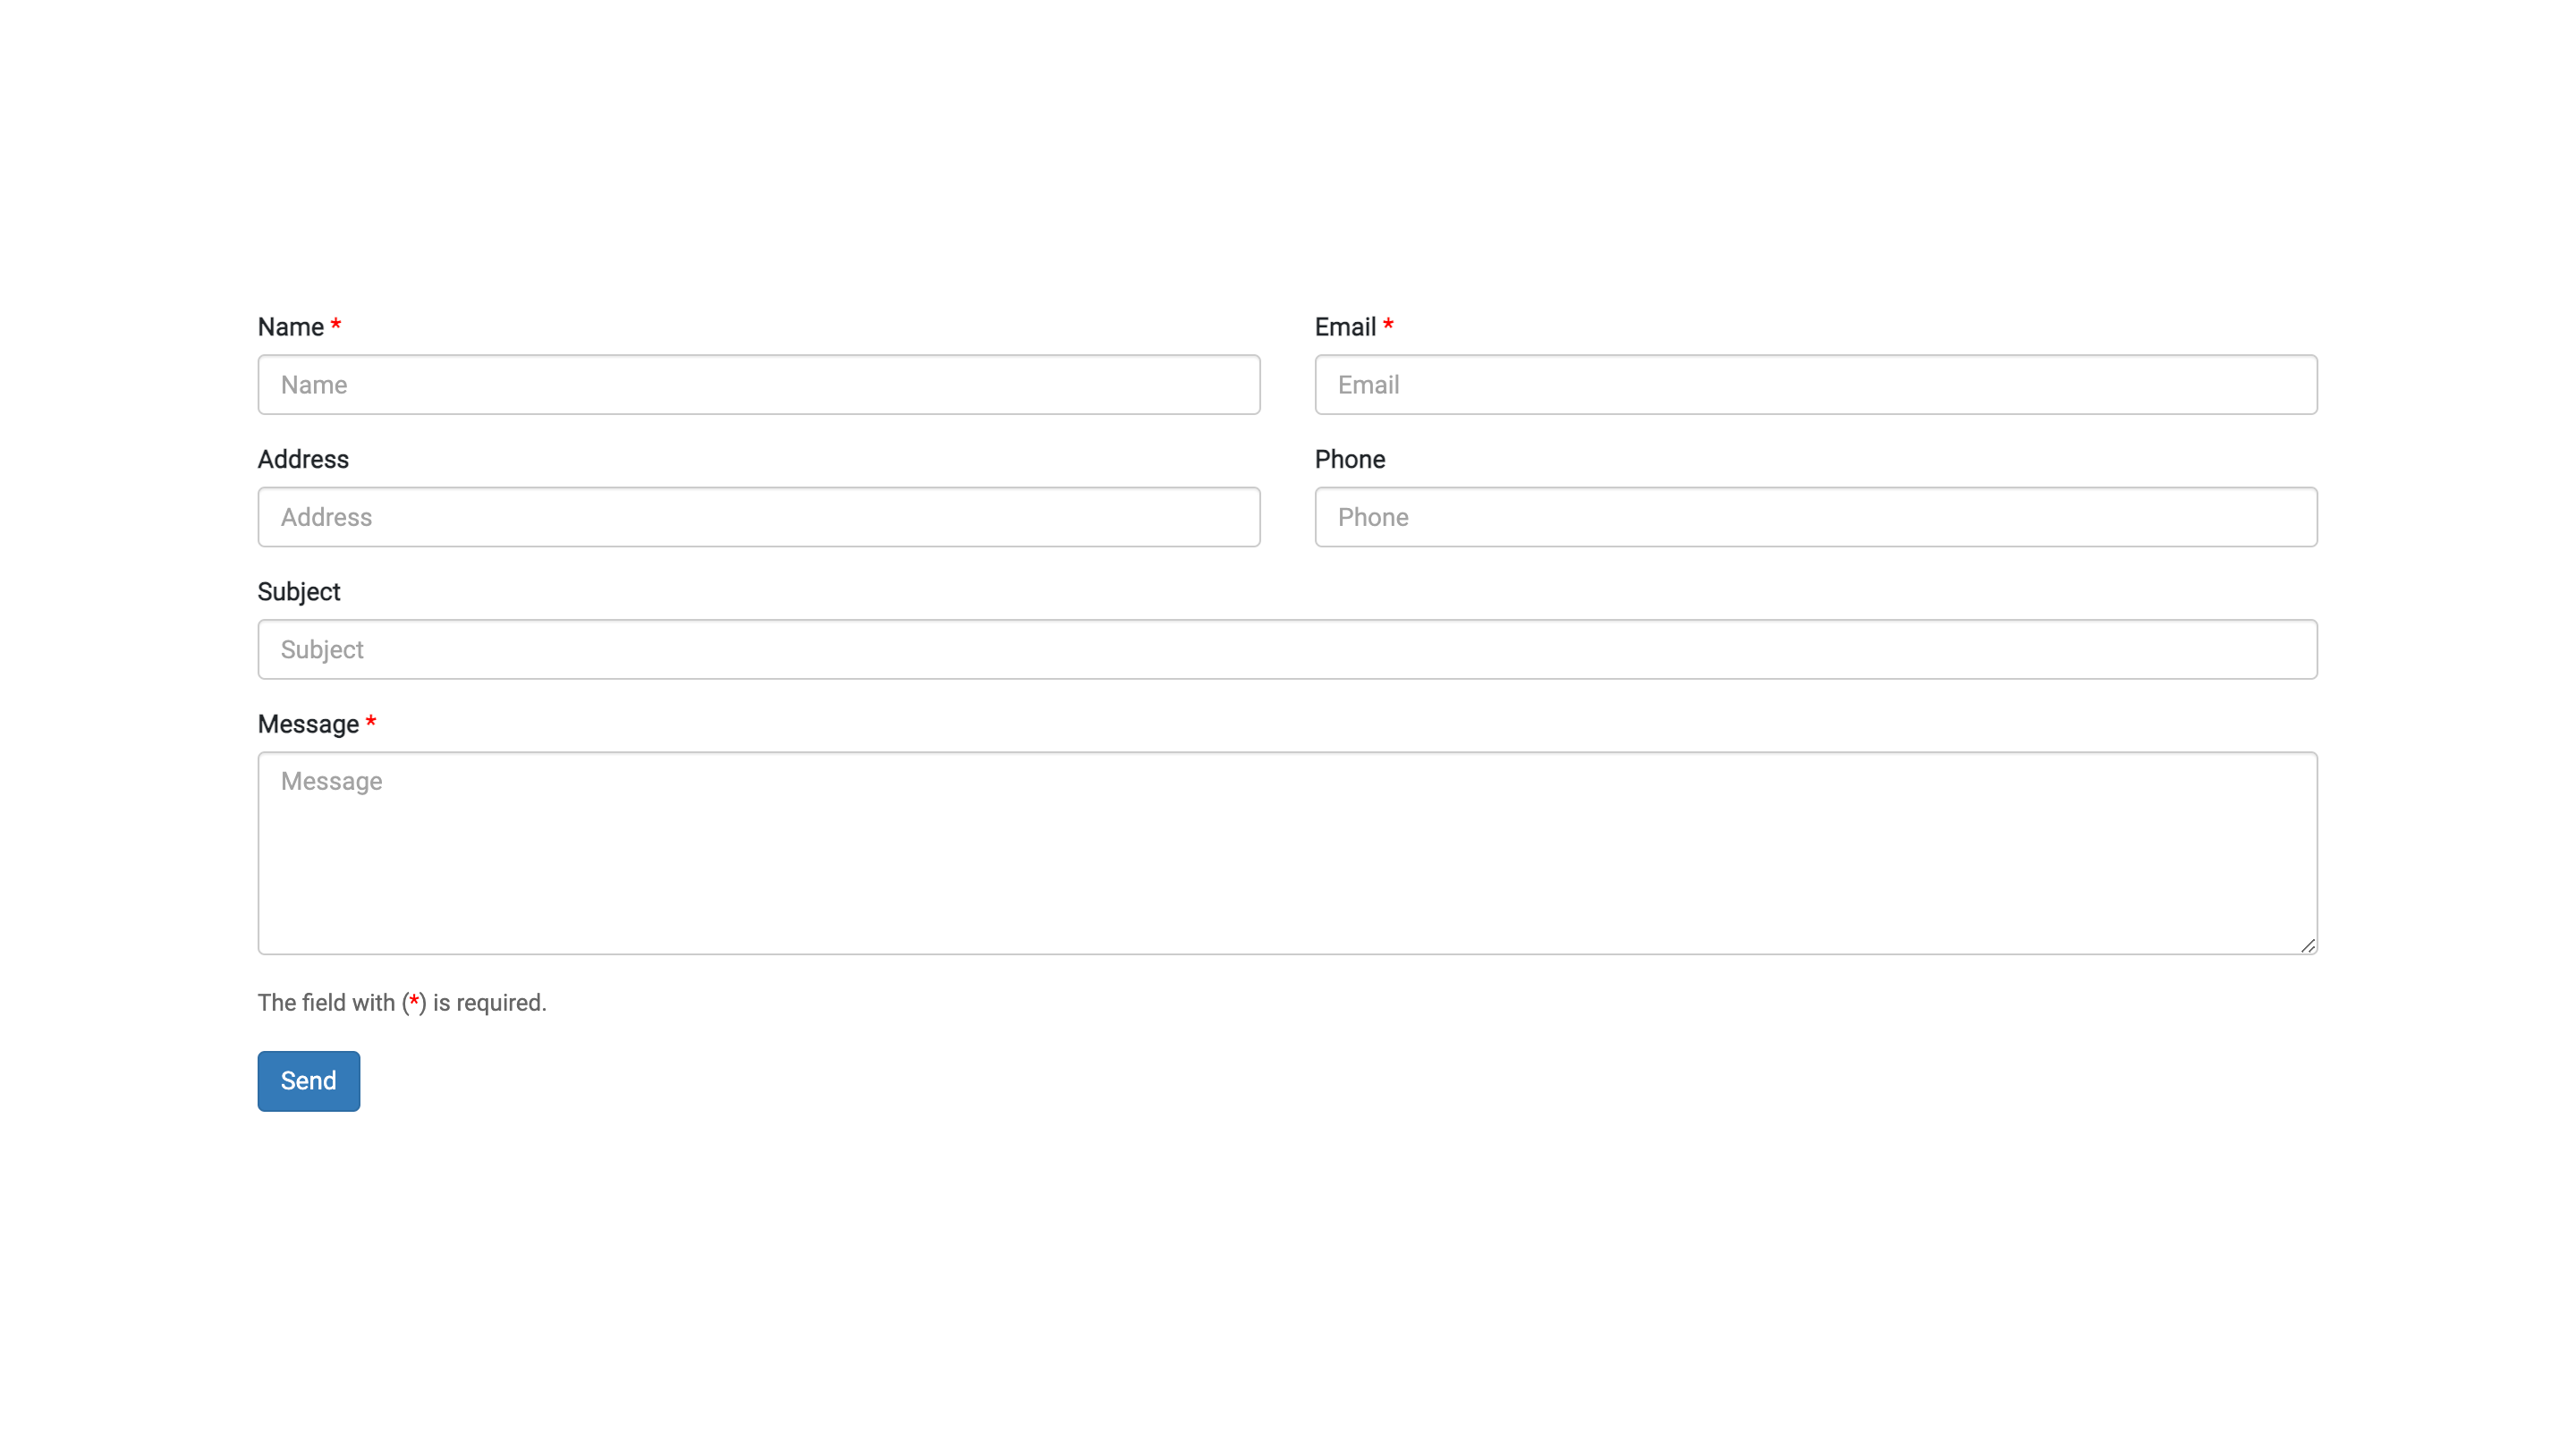 Name * Email *
Name Email
Address Phone
Address Phone
Subject
Subject
Message *
Message
The field with (*) is required.
Send